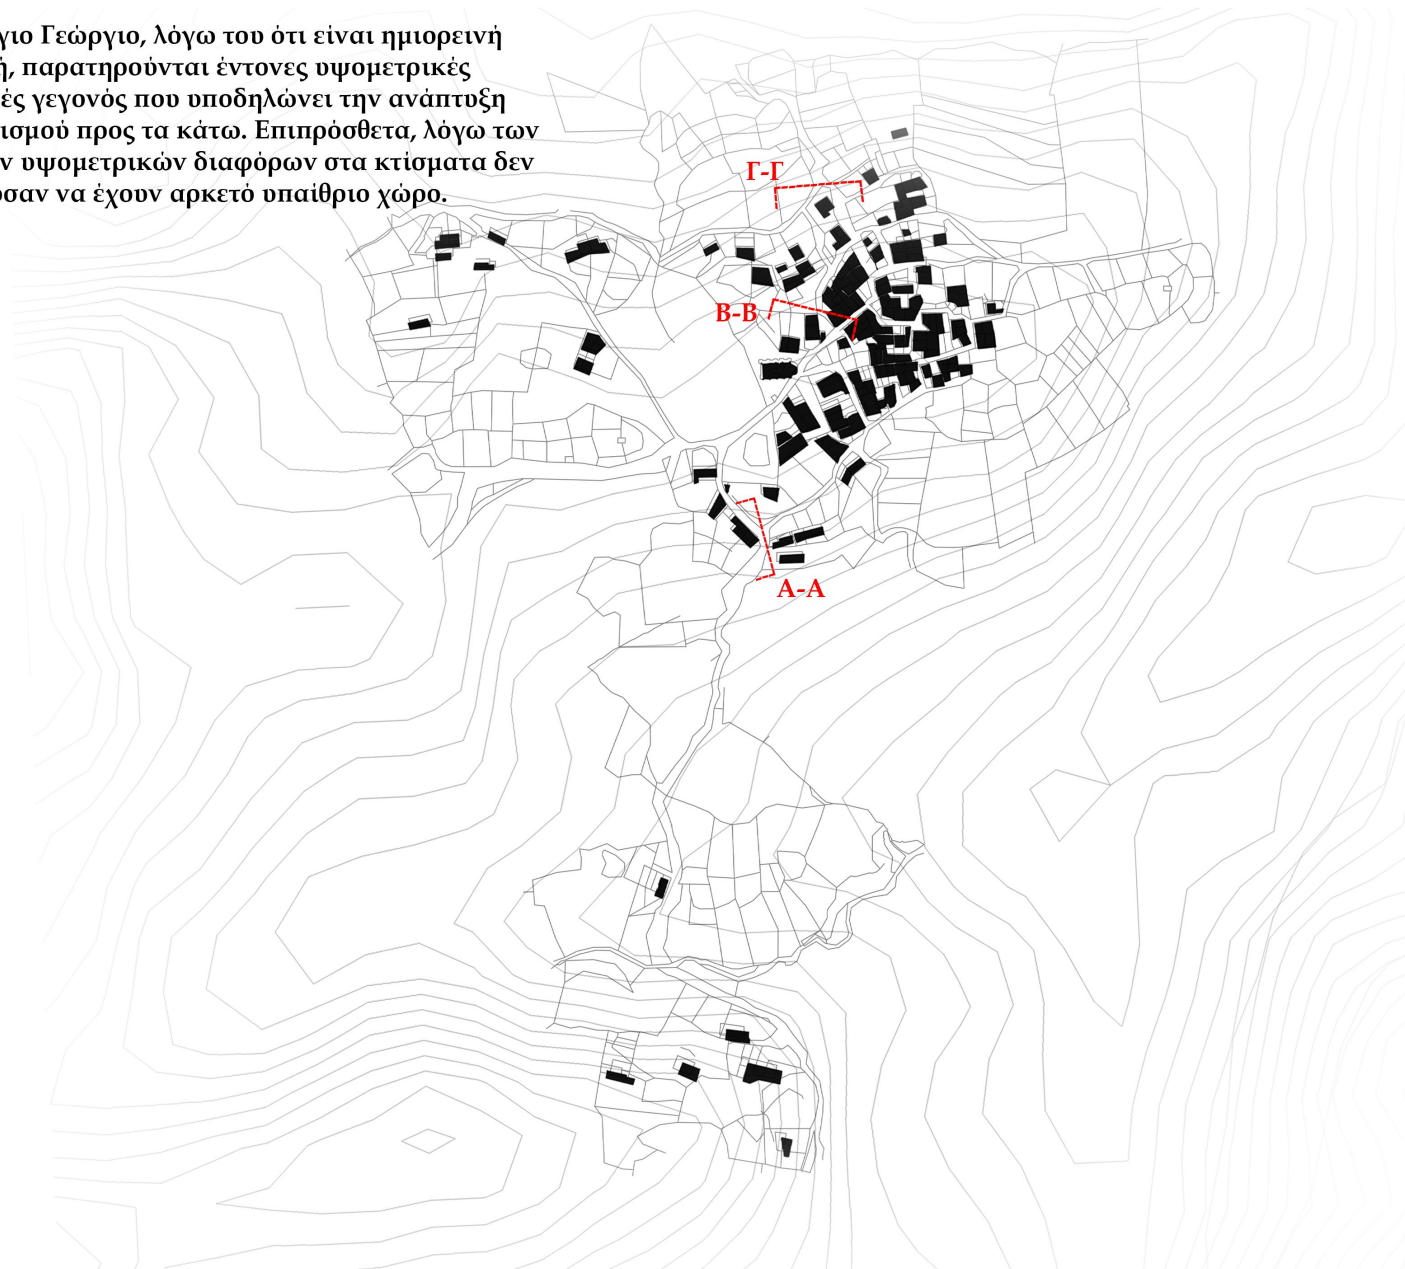 γιο Γεώργιο, λόγω του ότι είναι ημιορεινή
ή, παρατηρούνται έντονες υψομετρικές
ές γεγονός που υποδηλώνει την ανάπτυξη
ισμού προς τα κάτω. Επιπρόσθετα, λόγω των
ν υψομετρικών διαφόρων στα κτίσματα δεν
σαν να έχουν αρκετό υπαίθριο χώρο.
Γ-Γ
Β-Β
Α-Α